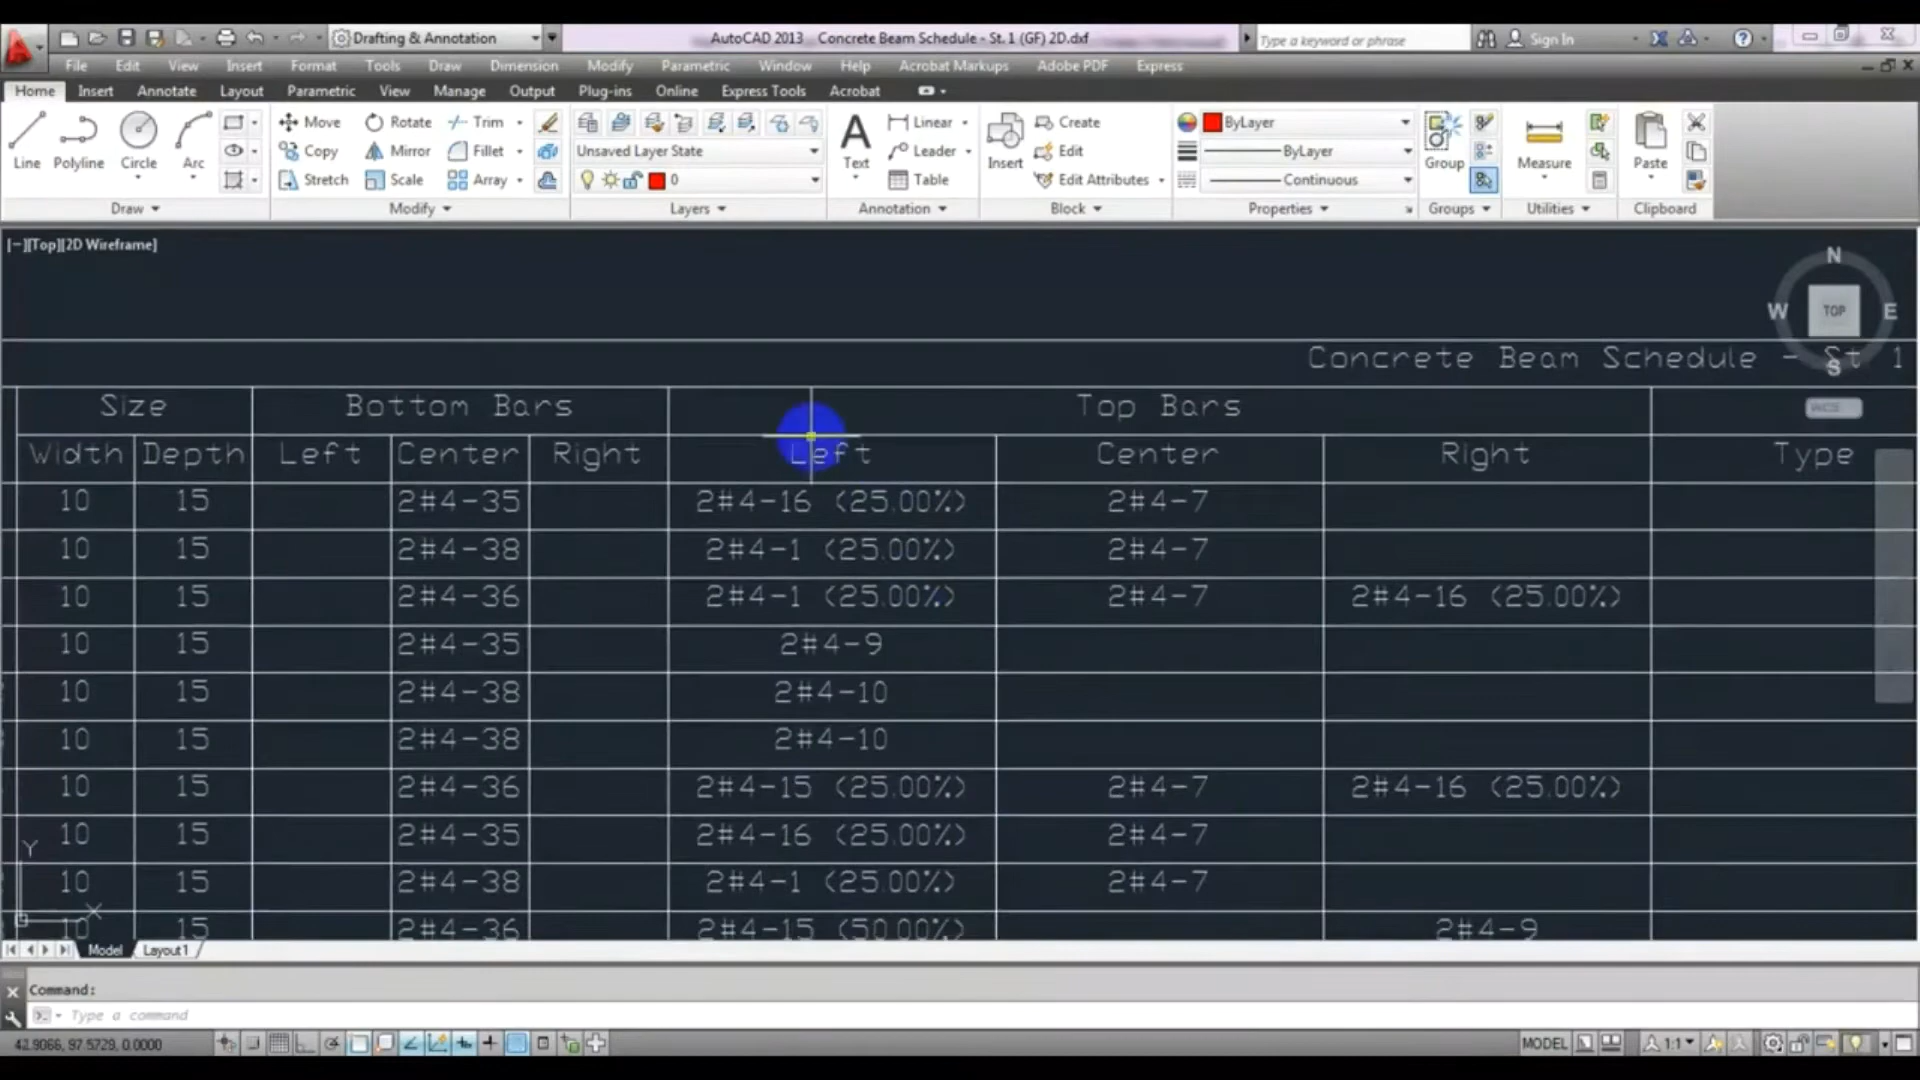 Drafting & Annotation
AutoCAD 2013 Concrete Beam Schedule - St. 1 (GF) 2D.dxf
Type a keyword or phrase
Sign In
File Edit View Insert Format Tools Draw Dimension Modify Parametric Window Help Acrobat Markups Adobe PDF Express
Home Insert Annotate Layout Parametric View Manage Output Plug-ins Online Express Tools Acrobat
Line Polyline Circle Arc
Move Rotate Trim
Copy Mirror Fillet
Stretch Scale Array
Unsaved Layer State
0
Text
Linear
Leader
Table
Insert
Create
Edit
Edit Attributes
ByLayer
ByLayer
Continuous
Group
Measure
Paste
Draw Modify Layers Annotation Block Properties Groups Utilities Clipboard
[−][Top][2D Wireframe]
N
W TOP E
S
Concrete Beam Schedule - St 1
Size Bottom Bars Top Bars
WCS
Width Depth Left Center Right Left Center Right Type
10 15 2#4-35 2#4-16 (25.00%) 2#4-7
10 15 2#4-38 2#4-1 (25.00%) 2#4-7
10 15 2#4-36 2#4-1 (25.00%) 2#4-7 2#4-16 (25.00%)
10 15 2#4-35 2#4-9
10 15 2#4-38 2#4-10
10 15 2#4-38 2#4-10
10 15 2#4-36 2#4-15 (25.00%) 2#4-7 2#4-16 (25.00%)
10 15 2#4-35 2#4-16 (25.00%) 2#4-7
Y
10 15 2#4-38 2#4-1 (25.00%) 2#4-7
X
10 15 2#4-36 2#4-15 (50.00%) 2#4-9
Model Layout1
Command:
Type a command
42.9066, 97.5729, 0.0000
MODEL
1:1